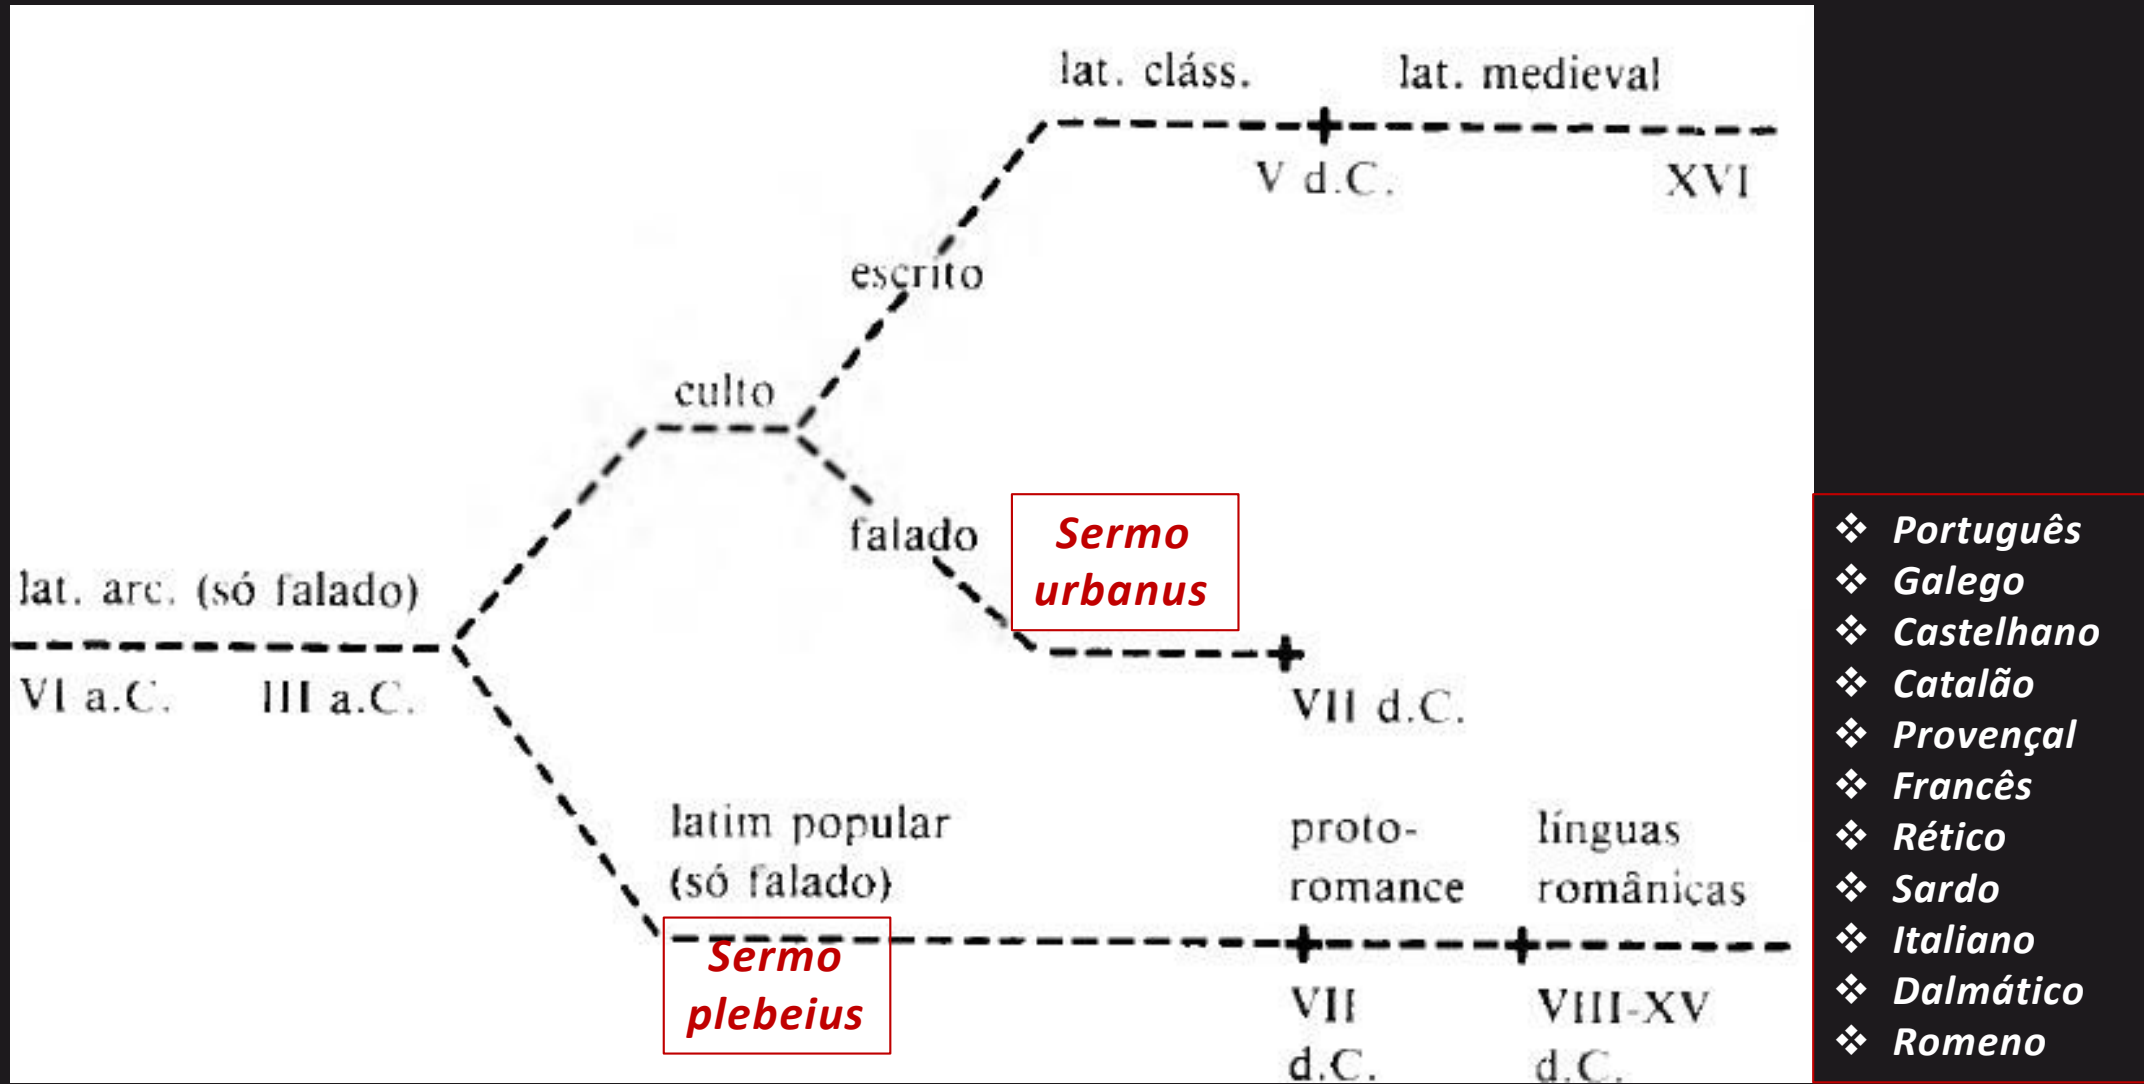 lat. cláss.
lat. medieval
V d.C.
XVI
escrito
culto
falado
Sermo
urbanus
lat. arc. (só falado)
VI a.C.
III a.C.
VII d.C.
latim popular
(só falado)
Sermo
plebeius
proto-
romance
línguas
românicas
VII
d.C.
VIII-XV
d.C.
❖ Português
❖ Galego
❖ Castelhano
❖ Catalão
❖ Provençal
❖ Francês
❖ Rético
❖ Sardo
❖ Italiano
❖ Dalmático
❖ Romeno